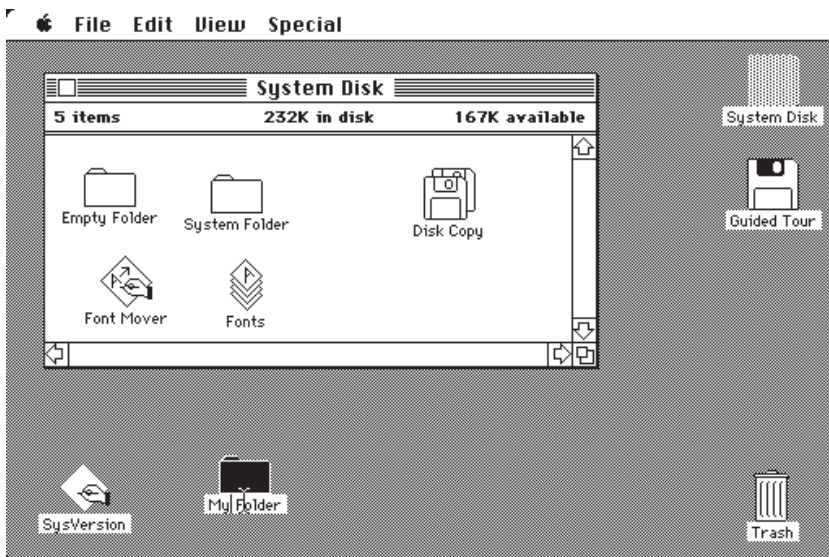 File Edit View Special
System Disk
5 items 232K in disk 167K available
Empty Folder System Folder Disk Copy
Font Mover Fonts
System Disk
Guided Tour
SysVersion
My Folder
Trash